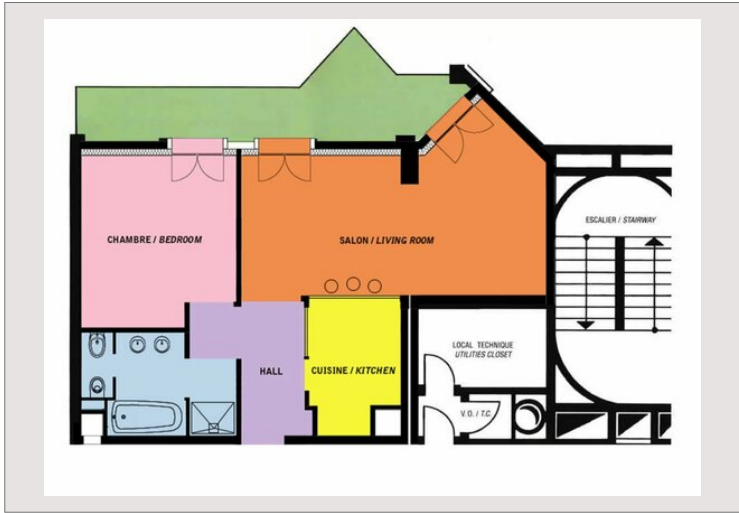 ESCALIER / STAIRWAY
CHAMBRE / BEDROOM
SALON / LIVING ROOM
LOCAL TECHNIQUE
UTILITIES CLOSET
HALL
CUISINE / KITCHEN
V.O. / T.C.